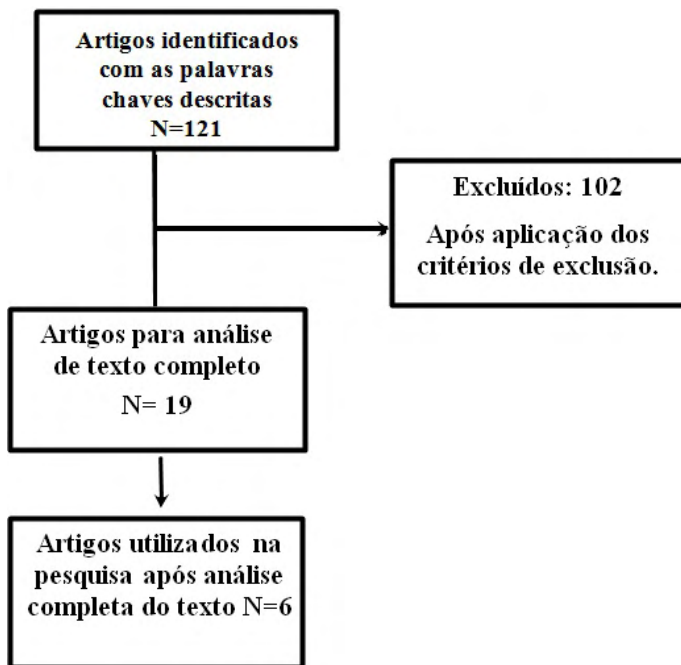 Artigos identificados
com as palavras
chaves descritas
N=121
Excluídos: 102
Após aplicação dos
critérios de exclusão.
Artigos para análise
de texto completo
N= 19
Artigos utilizados na
pesquisa após análise
completa do texto N=6